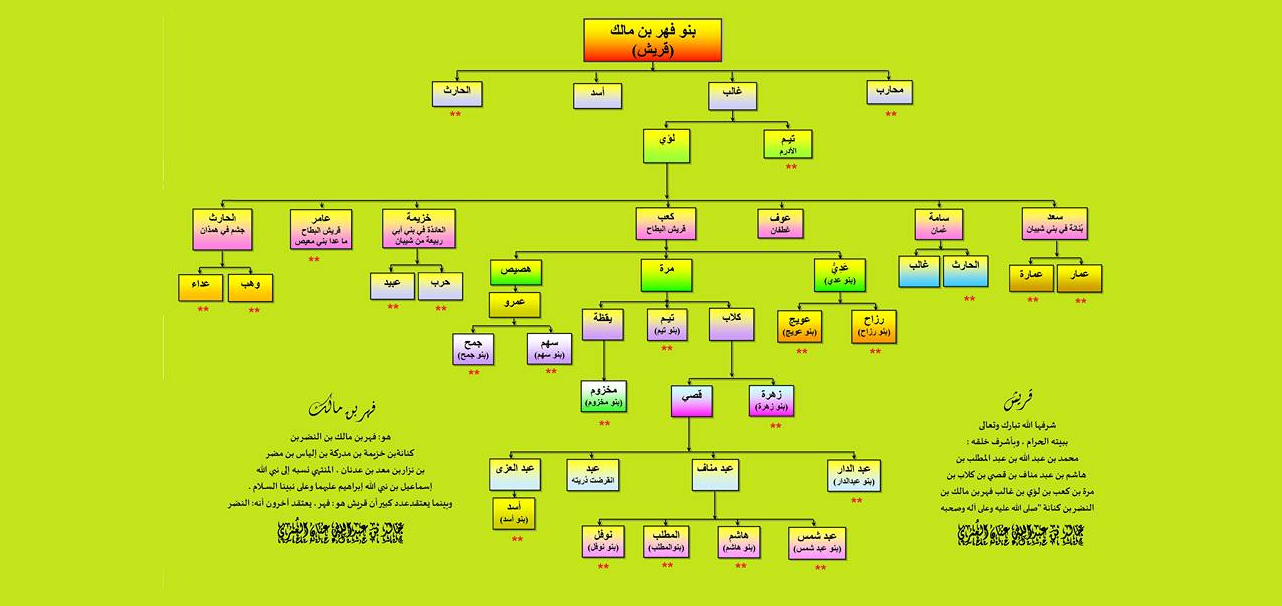 بنو فهر بن مالك
(قريش)
محارب
**
غالب
أسد
الحارث
**
تيـم
الأدرم
**
لؤي
سعد
بُنانة في بني شيبان
سامة
عُمان
عوف
غطفان
كعب
قريش البطاح
خزيمة
العائذة في بني أبي
ربيعة من شيبان
عامر
قريش البطاح
ما عدا بني معيص
**
الحارث
جشم في همذان
عمار
**
عمارة
**
الحارث
**
غالب
عَدِيُّ
(بنو عدي)
مرة
هصيص
حرب
**
عبيد
**
وهب
**
عداء
**
رزاح
(بنو رزاح)
**
عويج
(بنو عويج)
**
كلاب
تيـم
(بنو تيم)
**
يقظة
عمرو
سهم
(بنو سهم)
**
جمح
(بنو جمح)
**
زهرة
(بنو زهرة)
**
قصي
مخزوم
(بنو مخزوم)
**
عبد الدار
(بنو عبدالدار)
**
عبد مناف
عبد
انقرضت ذريته
عبد العزى
أسد
(بنو أسد)
**
عبد شمس
(بنو عبد شمس)
**
هاشم
(بنو هاشم)
**
المطلب
(بنوالمطلب)
**
نوفل
(بنو نوفل)
**
قريش
شرفها الله تبارك وتعالى
ببيته الحرام . وبأشرف خلقه :
محمد بن عبد الله بن عبد المطلب بن
هاشم بن عبد مناف بن قصي بن كلاب بن
مرة بن كعب بن لؤي بن غالب فهر بن مالك بن
النضر بن كنانة "صلى الله عليه وعلى آله وصحبه
فهر بن مالك
هو: فهر بن مالك بن النضر بن
كنانة بن خزيمة بن مدركة بن إلياس بن مضر
بن نزار بن معد بن عدنان . المنتهي نسبه إلى نبي الله
إسماعيل بن نبي الله إبراهيم عليهما وعلى نبينا السلام .
وبينما يعتقد عدد كبير أن قريش هو: فهر . يعتقد آخرون أنه: النضر